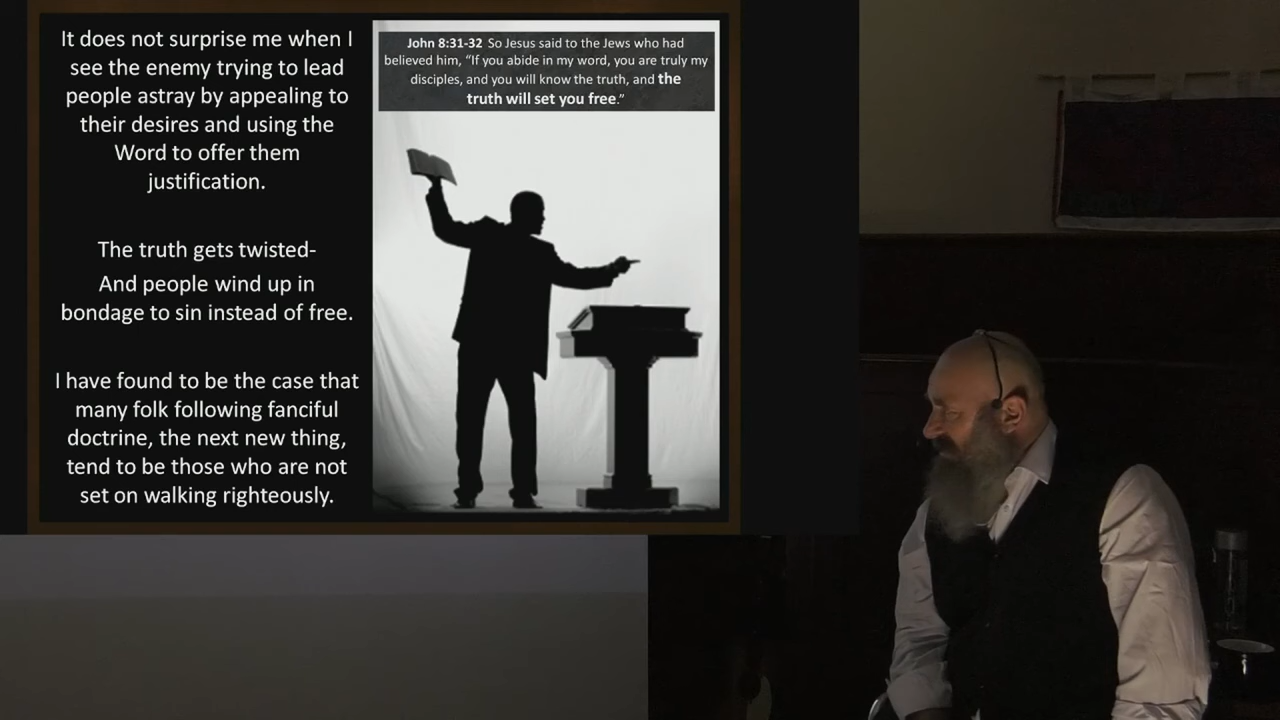 It does not surprise me when I
see the enemy trying to lead
people astray by appealing to
their desires and using the
Word to offer them
justification.
The truth gets twisted-
And people wind up in
bondage to sin instead of free.
I have found to be the case that
many folk following fanciful
doctrine, the next new thing,
tend to be those who are not
set on walking righteously.
John 8:31-32 So Jesus said to the Jews who had
believed him, “If you abide in my word, you are truly my
disciples, and you will know the truth, and the
truth will set you free.”